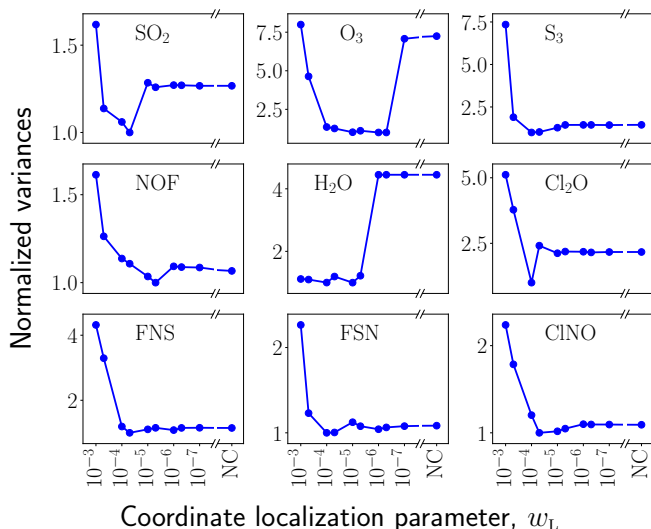 Normalized variances
SO₂
1.5
1.0
O₃
7.5
5.0
2.5
S₃
7.5
5.0
2.5
NOF
1.5
1.0
H₂O
4
2
Cl₂O
5.0
2.5
FNS
4
2
FSN
2
1
ClNO
2
1
10⁻³ 10⁻⁴ 10⁻⁵ 10⁻⁶ 10⁻⁷ NC
10⁻³ 10⁻⁴ 10⁻⁵ 10⁻⁶ 10⁻⁷ NC
10⁻³ 10⁻⁴ 10⁻⁵ 10⁻⁶ 10⁻⁷ NC
Coordinate localization parameter, w_L